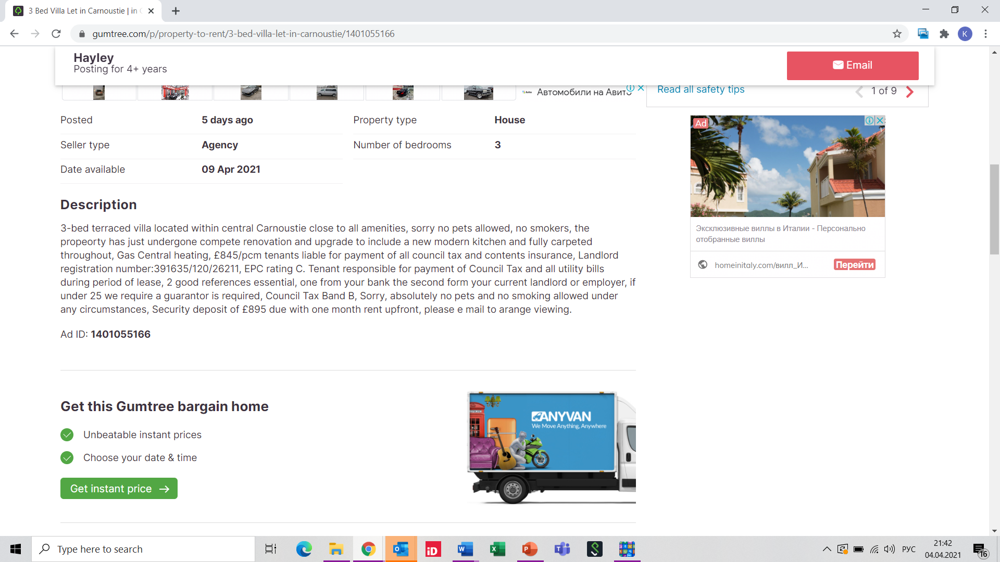 3 Bed Villa Let in Carnoustie | in
gumtree.com/p/property-to-rent/3-bed-villa-let-in-carnoustie/1401055166
K
Hayley
Posting for 4+ years
Email
Автомобили на Авито
Read all safety tips
1 of 9
Posted 5 days ago Property type House
Seller type Agency Number of bedrooms 3
Date available 09 Apr 2021
Ad
Description
3-bed terraced villa located within central Carnoustie close to all amenities, sorry no pets allowed, no smokers, the
propeorty has just undergone compete renovation and upgrade to include a new modern kitchen and fully carpeted
throughout, Gas Central heating, £845/pcm tenants liable for payment of all council tax and contents insurance, Landlord
registration number:391635/120/26211, EPC rating C. Tenant responsible for payment of Council Tax and all utility bills
during period of lease, 2 good references essential, one from your bank the second form your current landlord or employer, if
under 25 we require a guarantor is required, Council Tax Band B, Sorry, absolutely no pets and no smoking allowed under
any circumstances, Security deposit of £895 due with one month rent upfront, please e mail to arange viewing.
Эксклюзивные виллы в Италии - Персонально
отобранные виллы
homeinitaly.com/вилл_И...
Перейти
Ad ID: 1401055166
Get this Gumtree bargain home
Unbeatable instant prices
Choose your date & time
Get instant price
ANYVAN
We Move Anything, Anywhere
Type here to search
РУС
21:42
04.04.2021
16